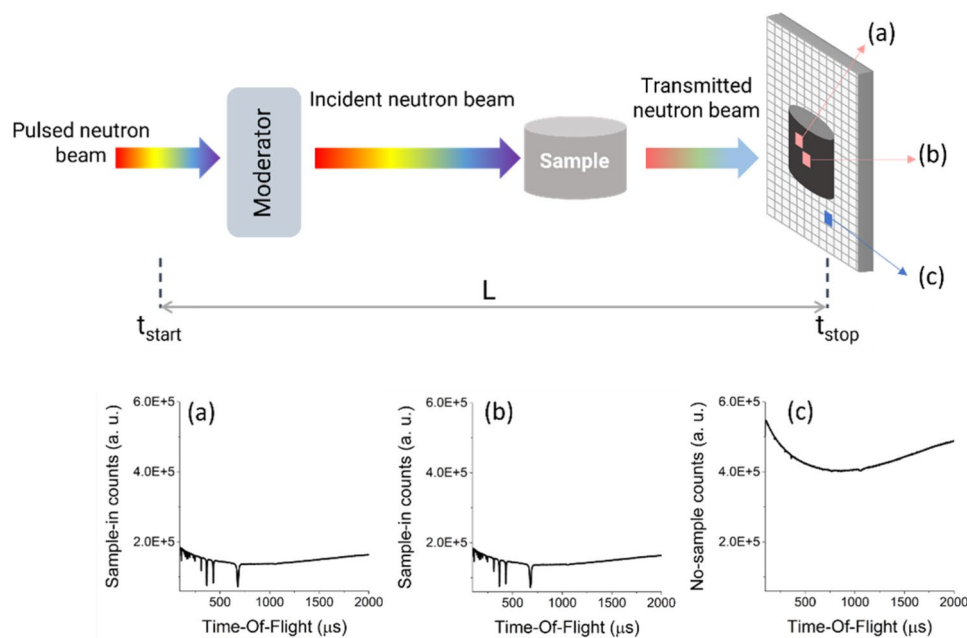 (a)
Transmitted
neutron beam
Incident neutron beam
Pulsed neutron
beam
Moderator
Sample
(b)
(c)
L
t_start
t_stop
6.0E+5
4.0E+5
2.0E+5
(a)
Sample-in counts (a. u.)
500 1000 1500 2000
Time-Of-Flight (μs)
6.0E+5
4.0E+5
2.0E+5
(b)
Sample-in counts (a. u.)
500 1000 1500 2000
Time-Of-Flight (μs)
6.0E+5
4.0E+5
2.0E+5
(c)
No-sample counts (a. u.)
500 1000 1500 2000
Time-Of-Flight (μs)